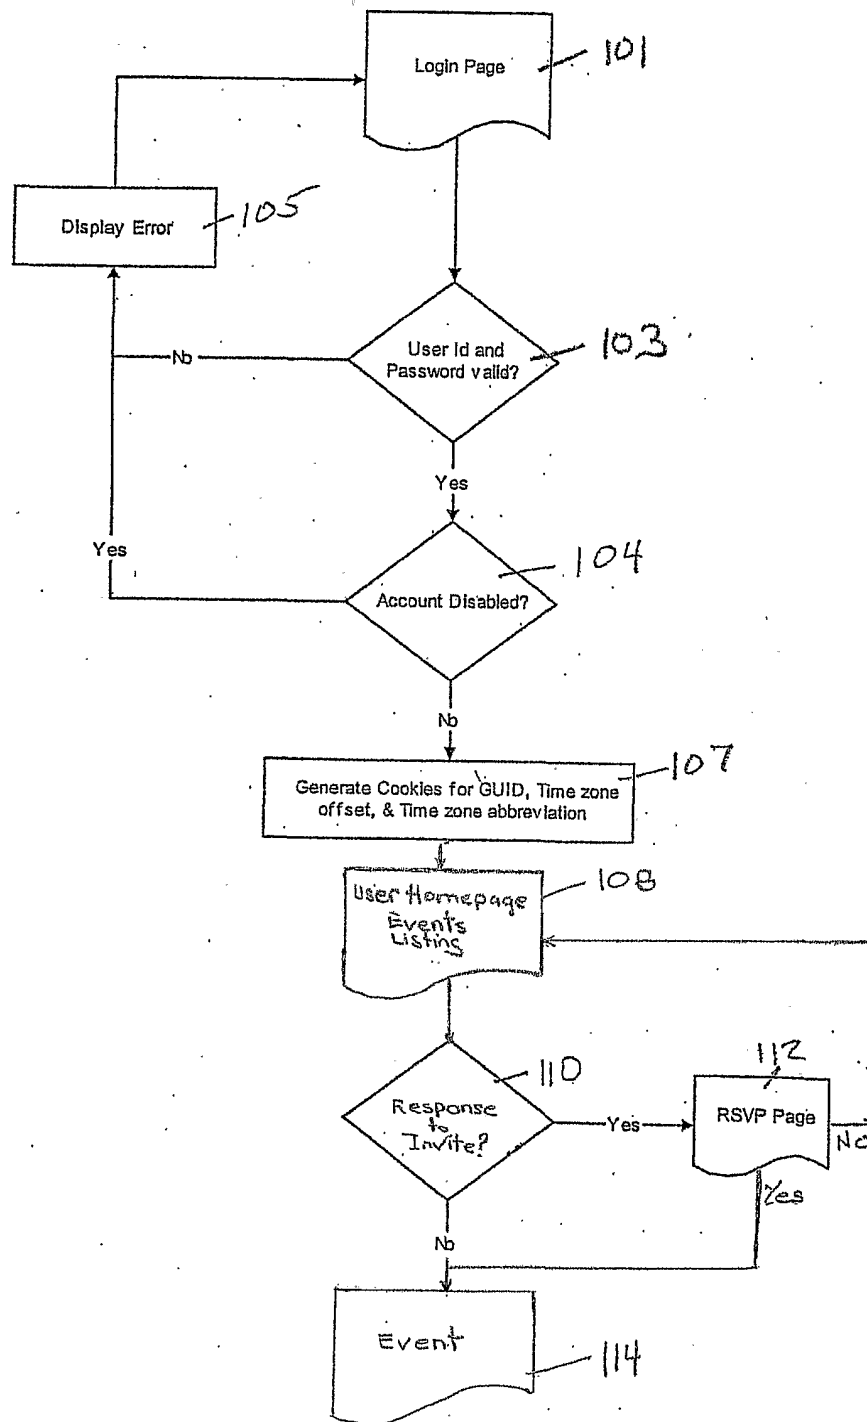 Login Page
101
Display Error
105
User Id and
Password valid?
103
No
Yes
Account Disabled?
104
Yes
No
Generate Cookies for GUID, Time zone
offset, & Time zone abbreviation
107
User Homepage
Events
Listing
108
Response
to
Invite?
110
Yes
RSVP Page
112
No
Yes
No
Event
114